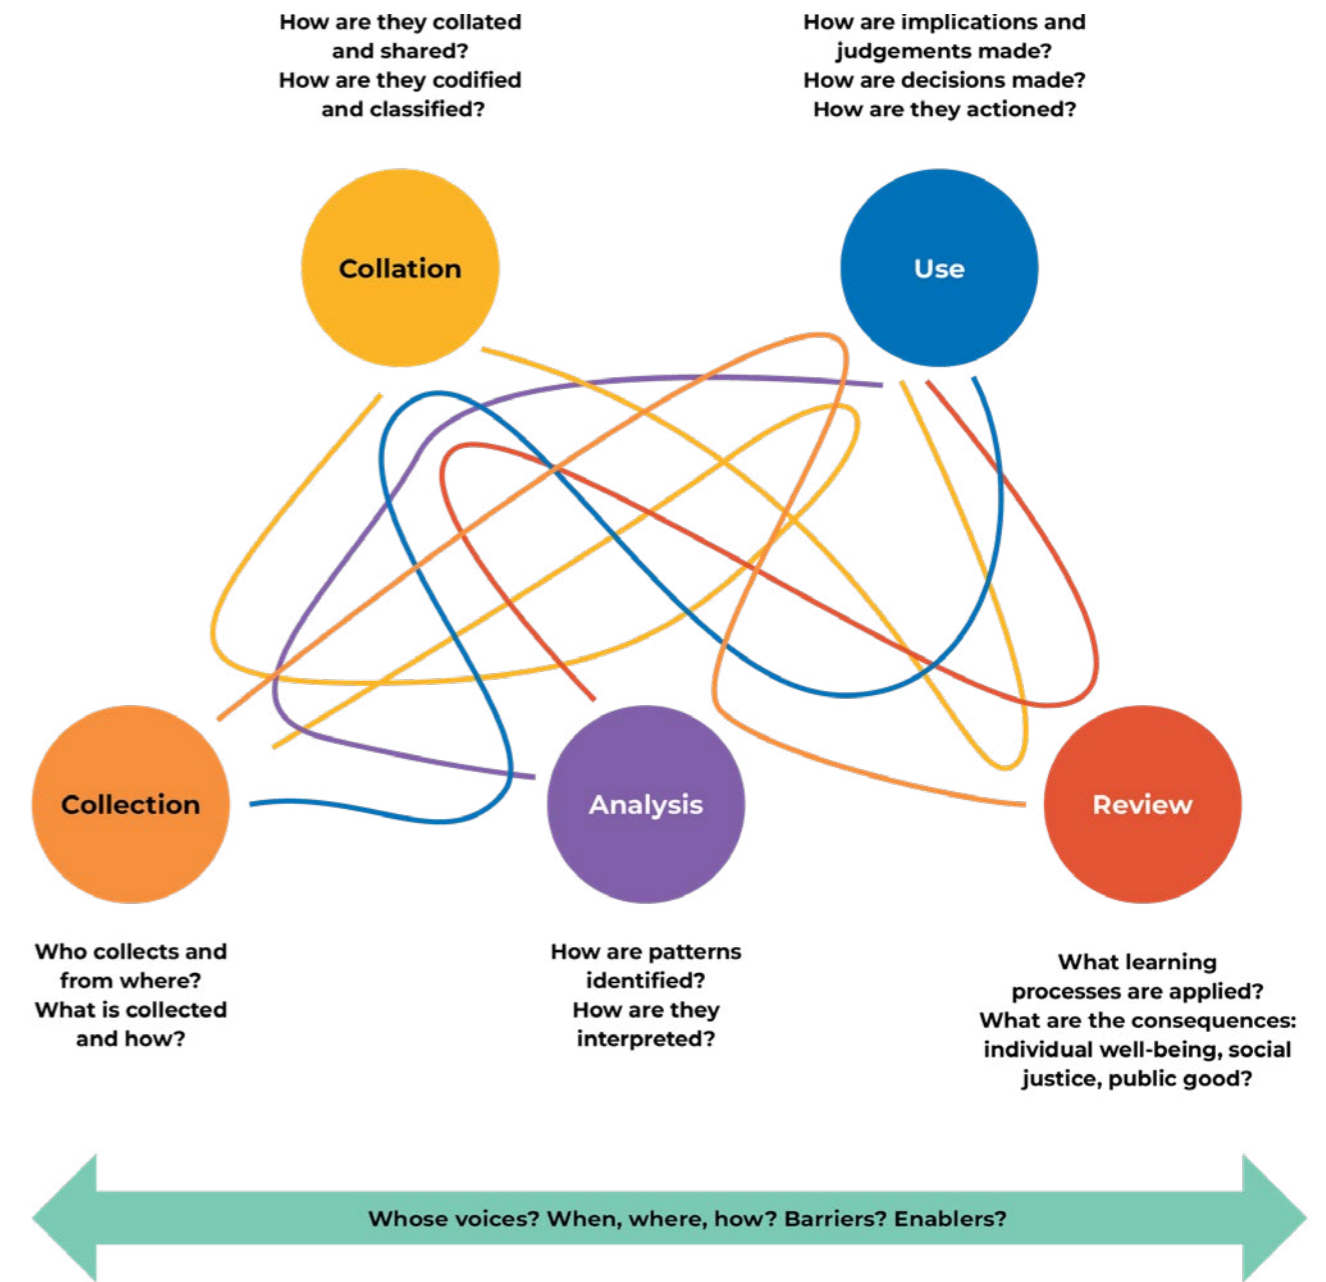 How are they collated
and shared?
How are they codified
and classified?
How are implications and
judgements made?
How are decisions made?
How are they actioned?
Collation
Use
Collection
Analysis
Review
Who collects and
from where?
What is collected
and how?
How are patterns
identified?
How are they
interpreted?
What learning
processes are applied?
What are the consequences:
individual well-being, social
justice, public good?
Whose voices? When, where, how? Barriers? Enablers?